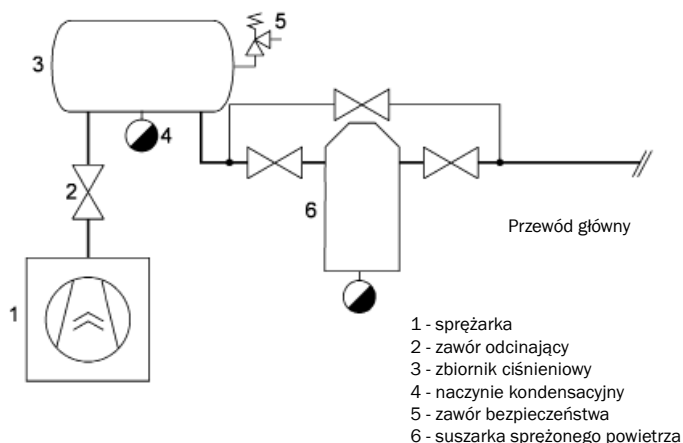 5
3
4
2
6
Przewód główny
1
1 - sprężarka
2 - zawór odcinający
3 - zbiornik ciśnieniowy
4 - naczynie kondensacyjny
5 - zawór bezpieczeństwa
6 - suszarka sprężonego powietrza